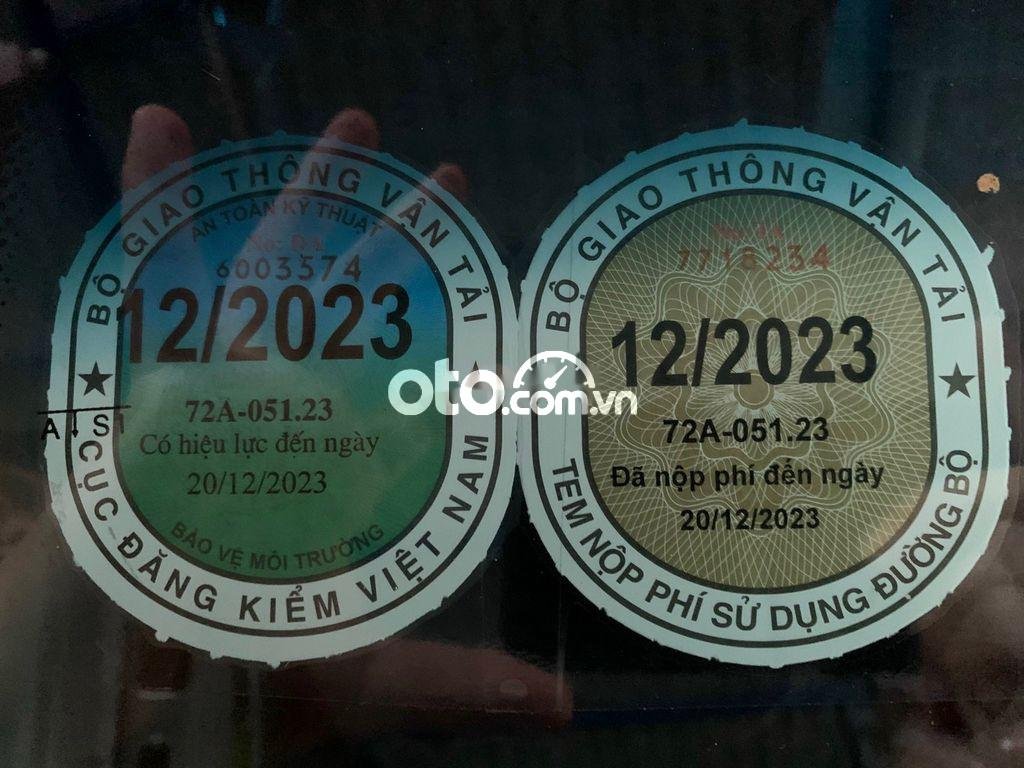 BỘ GIAO THÔNG VẬN TẢI
AN TOÀN KỸ THUẬT
No: ĐA
6003574
12/2023
72A-051.23
Có hiệu lực đến ngày
20/12/2023
BẢO VỆ MÔI TRƯỜNG
CỤC ĐĂNG KIỂM VIỆT NAM
AS1
BỘ GIAO THÔNG VẬN TẢI
7718234
12/2023
72A-051.23
Đã nộp phí đến ngày
20/12/2023
TEM NỘP PHÍ SỬ DỤNG ĐƯỜNG BỘ
oto.com.vn